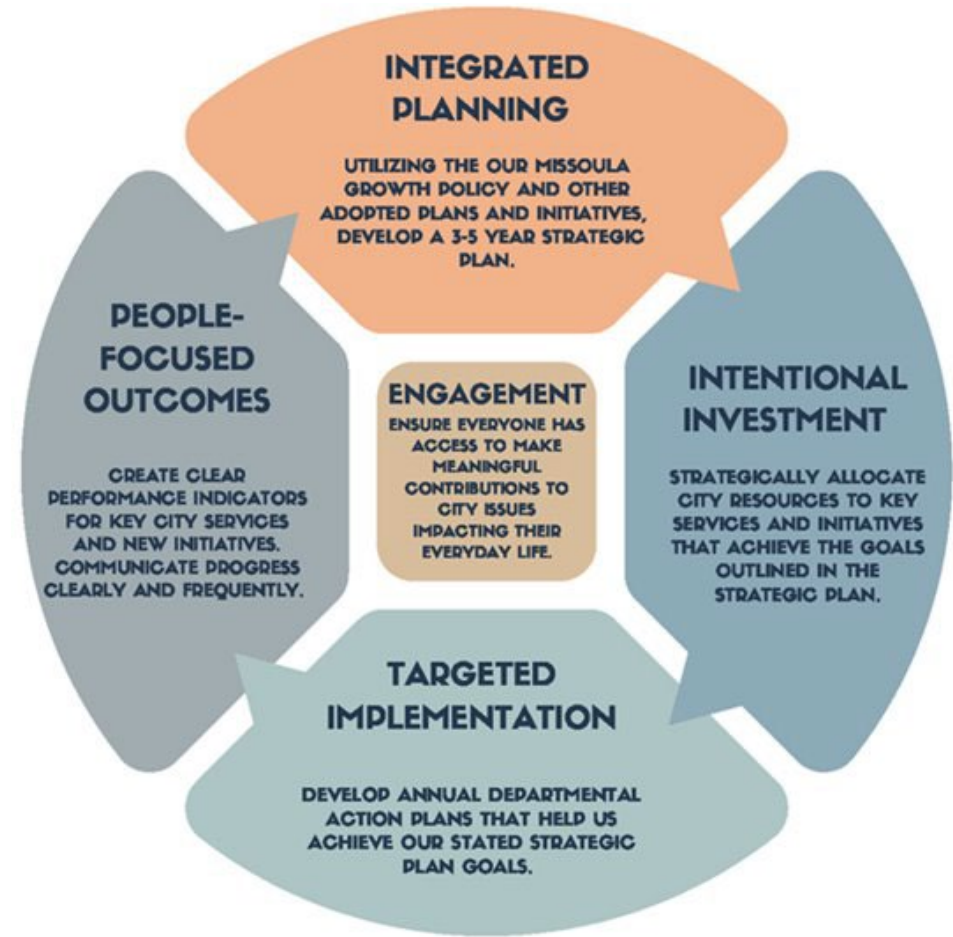 INTEGRATED
PLANNING
UTILIZING THE OUR MISSOULA
GROWTH POLICY AND OTHER
ADOPTED PLANS AND INITIATIVES,
DEVELOP A 3-5 YEAR STRATEGIC
PLAN.
INTENTIONAL
INVESTMENT
STRATEGICALLY ALLOCATE
CITY RESOURCES TO KEY
SERVICES AND INITIATIVES
THAT ACHIEVE THE GOALS
OUTLINED IN THE
STRATEGIC PLAN.
TARGETED
IMPLEMENTATION
DEVELOP ANNUAL DEPARTMENTAL
ACTION PLANS THAT HELP US
ACHIEVE OUR STATED STRATEGIC
PLAN GOALS.
PEOPLE-
FOCUSED
OUTCOMES
CREATE CLEAR
PERFORMANCE INDICATORS
FOR KEY CITY SERVICES
AND NEW INITIATIVES.
COMMUNICATE PROGRESS
CLEARLY AND FREQUENTLY.
ENGAGEMENT
ENSURE EVERYONE HAS
ACCESS TO MAKE
MEANINGFUL
CONTRIBUTIONS TO
CITY ISSUES
IMPACTING THEIR
EVERYDAY LIFE.